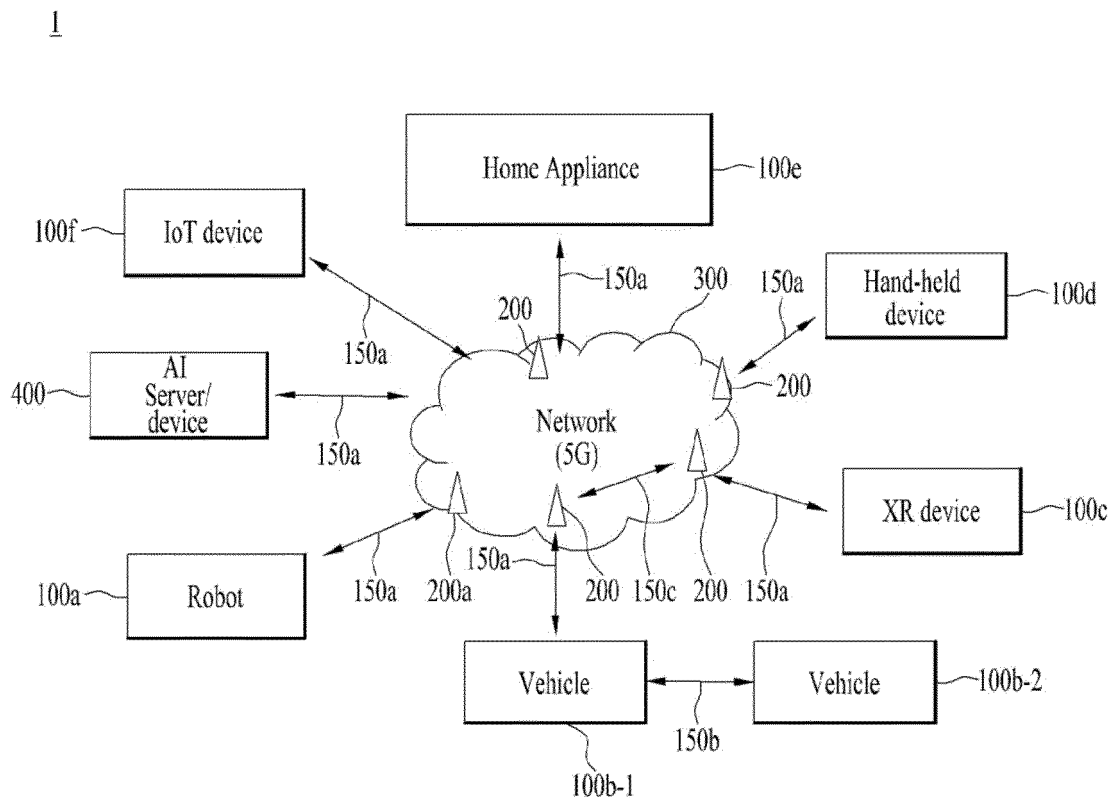 1
Home Appliance
100e
IoT device
100f
150a
200
150a
300
150a
Hand-held
device
100d
AI
Server/
device
400
150a
200
Network
(5G)
XR device
100c
150a
Robot
100a
150a
200a
150a
200
150c
200
150a
Vehicle
Vehicle
100b-2
150b
100b-1